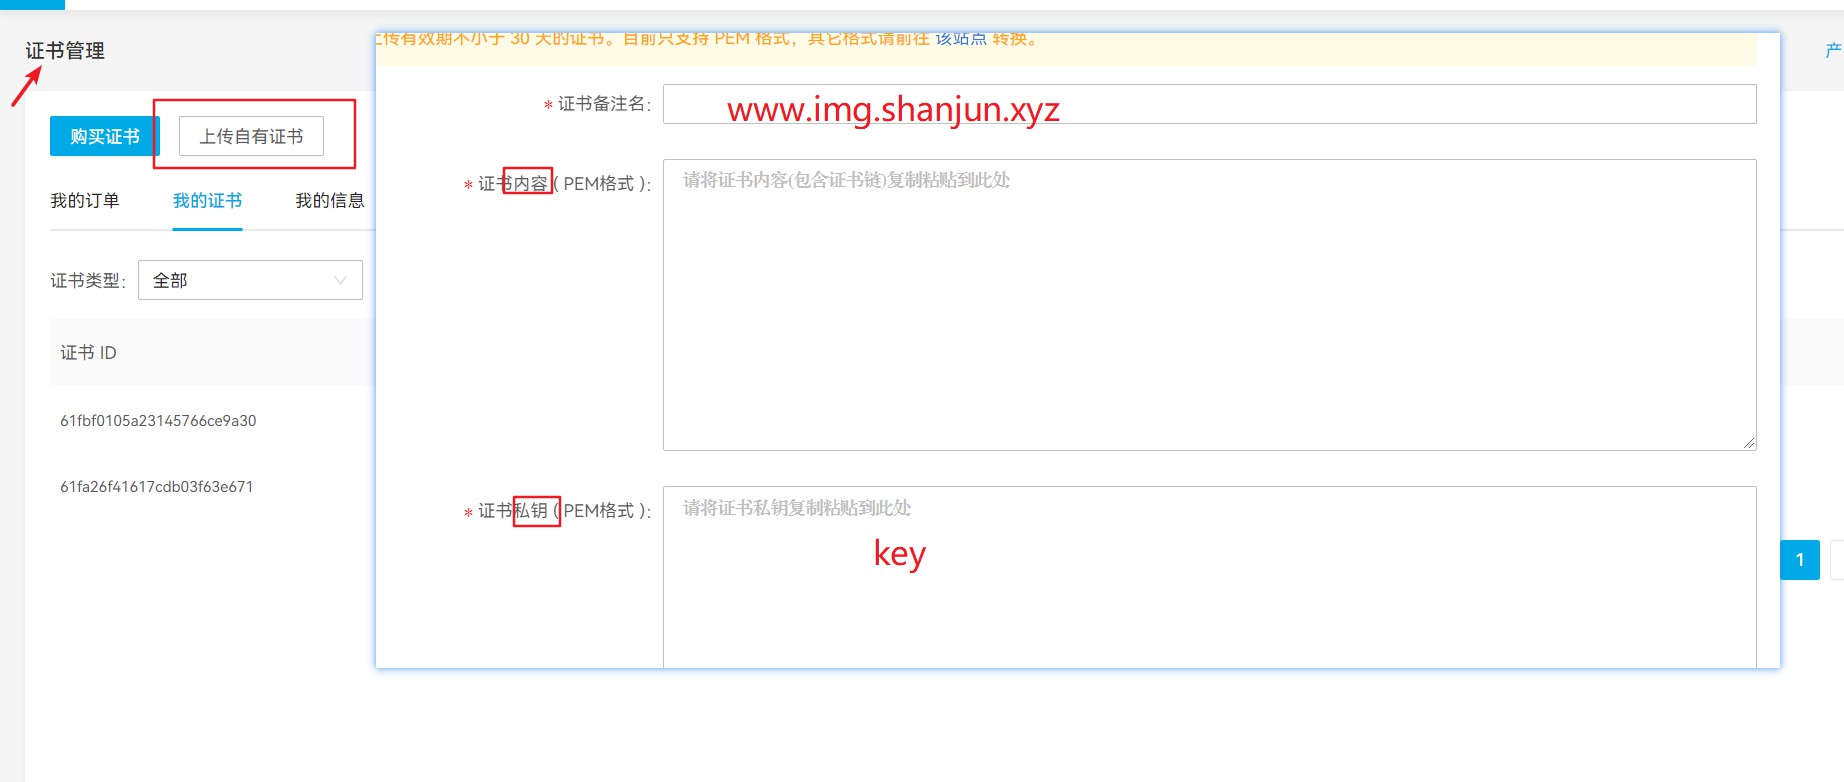 证书管理
产
购买证书
上传自有证书
我的订单
我的证书
我的信息
证书类型:
全部
证书 ID
61fbf0105a23145766ce9a30
61fa26f41617cdb03f63e671
上传有效期不小于 30 天的证书。目前只支持 PEM 格式，其它格式请前往 该站点 转换。
* 证书备注名:
www.img.shanjun.xyz
* 证书内容 ( PEM格式 ):
请将证书内容(包含证书链)复制粘贴到此处
* 证书私钥 ( PEM格式 ):
请将证书私钥复制粘贴到此处
key
1